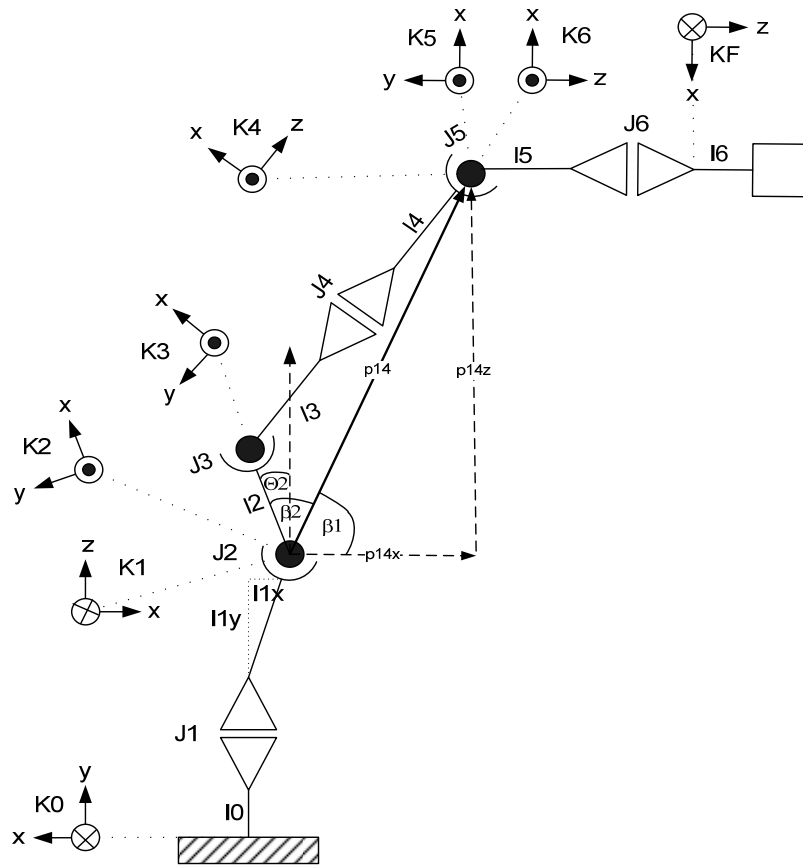 x
x
K5
K6
z
KF
y
z
x
J5
J6
x
K4
z
l5
l6
l4
J4
x
K3
y
p14
p14z
l3
x
K2
y
J3
Θ2
l2
β2
β1
J2
p14x
z
K1
x
l1x
l1y
J1
y
K0
x
l0